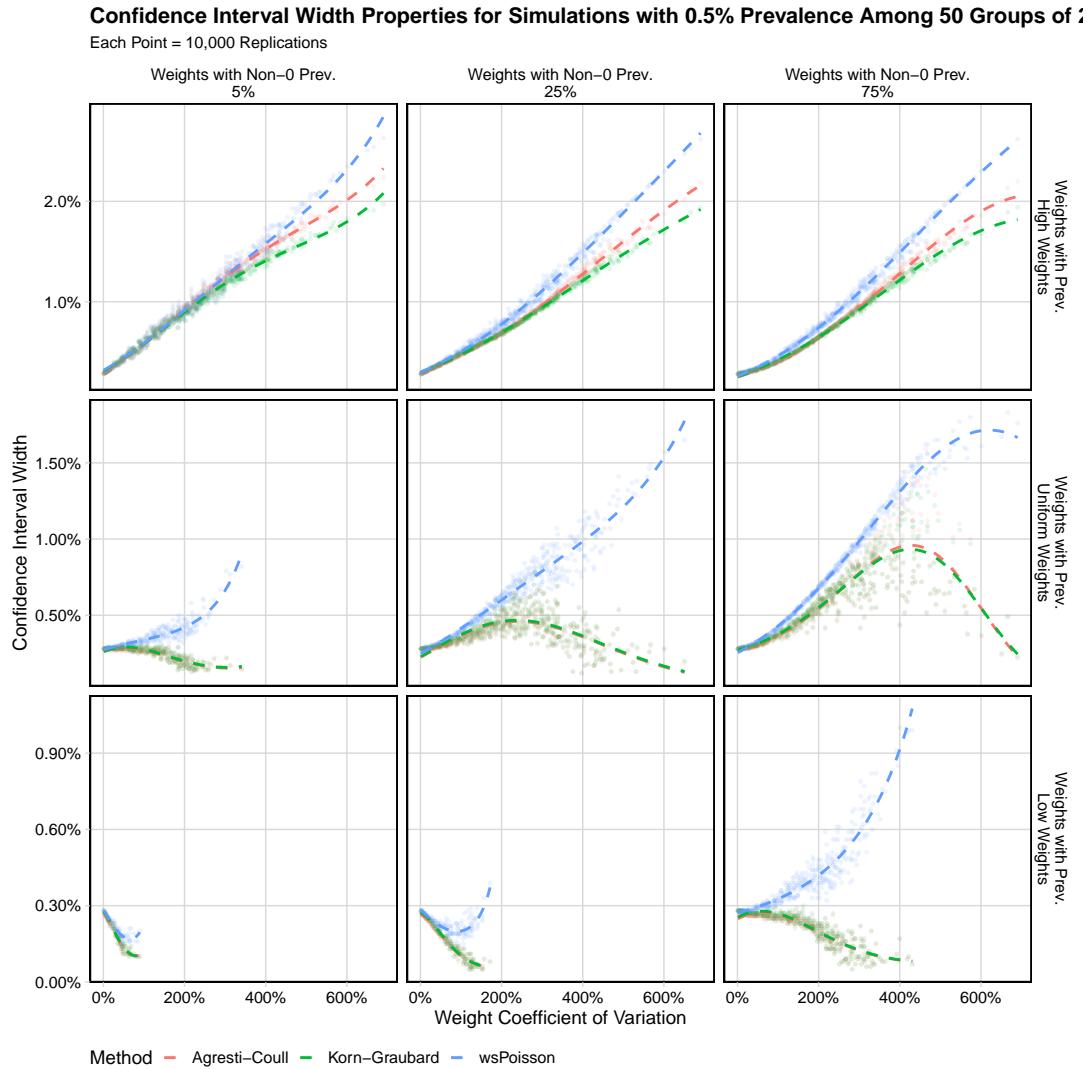 Confidence Interval Width Properties for Simulations with 0.5% Prevalence Among 50 Groups of
Each Point = 10,000 Replications
Weights with Non−0 Prev.
5%
Weights with Non−0 Prev.
25%
Weights with Non−0 Prev.
75%
2.0%
1.0%
Weights with Prev.
High Weights
Confidence Interval Width
1.50%
1.00%
0.50%
Weights with Prev.
Uniform Weights
0.90%
0.60%
0.30%
0.00%
Weights with Prev.
Low Weights
0% 200% 400% 600%
0% 200% 400% 600%
0% 200% 400% 600%
Weight Coefficient of Variation
Method Agresti−Coull Korn−Graubard wsPoisson